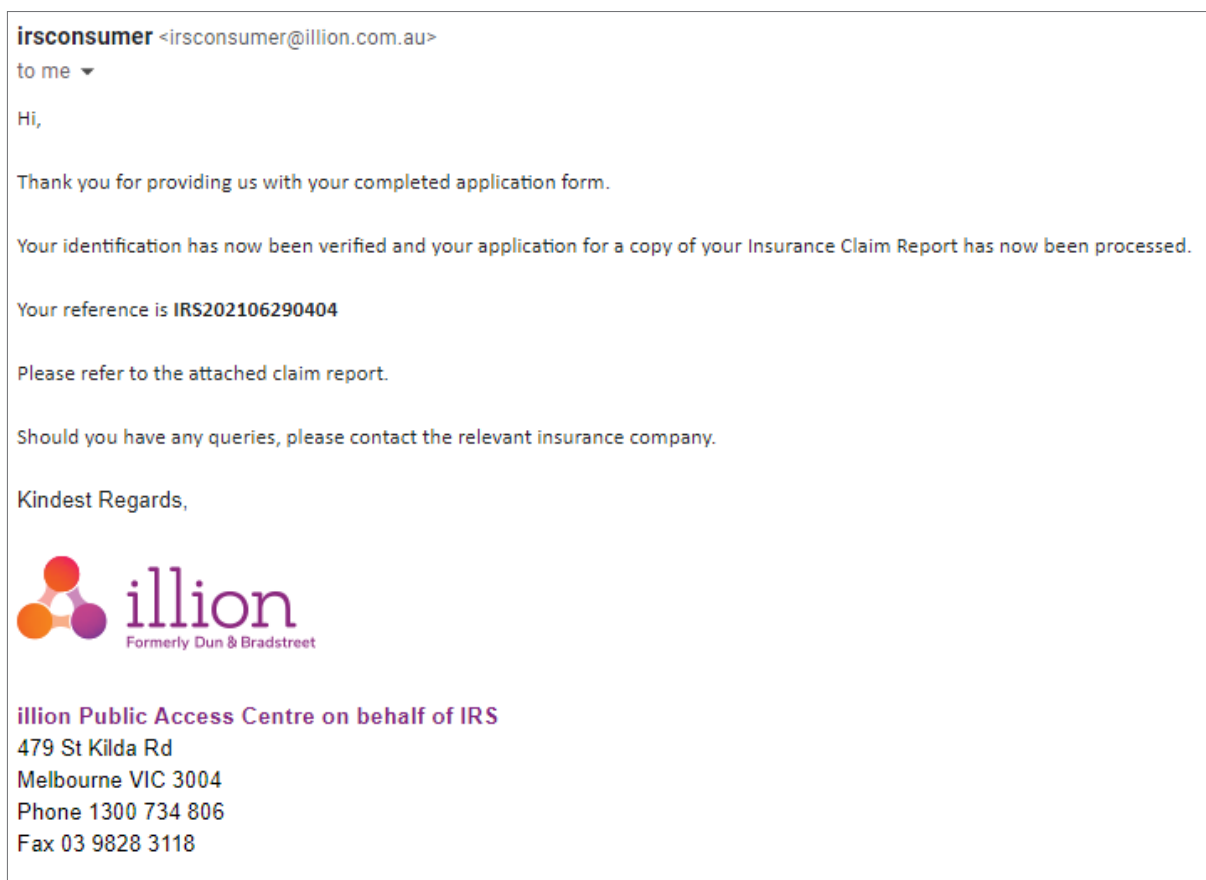 irsconsumer <irsconsumer@illion.com.au>
to me
Hi,
Thank you for providing us with your completed application form.
Your identification has now been verified and your application for a copy of your Insurance Claim Report has now been processed.
Your reference is IRS202106290404
Please refer to the attached claim report.
Should you have any queries, please contact the relevant insurance company.
Kindest Regards,
illion
Formerly Dun & Bradstreet
illion Public Access Centre on behalf of IRS
479 St Kilda Rd
Melbourne VIC 3004
Phone 1300 734 806
Fax 03 9828 3118